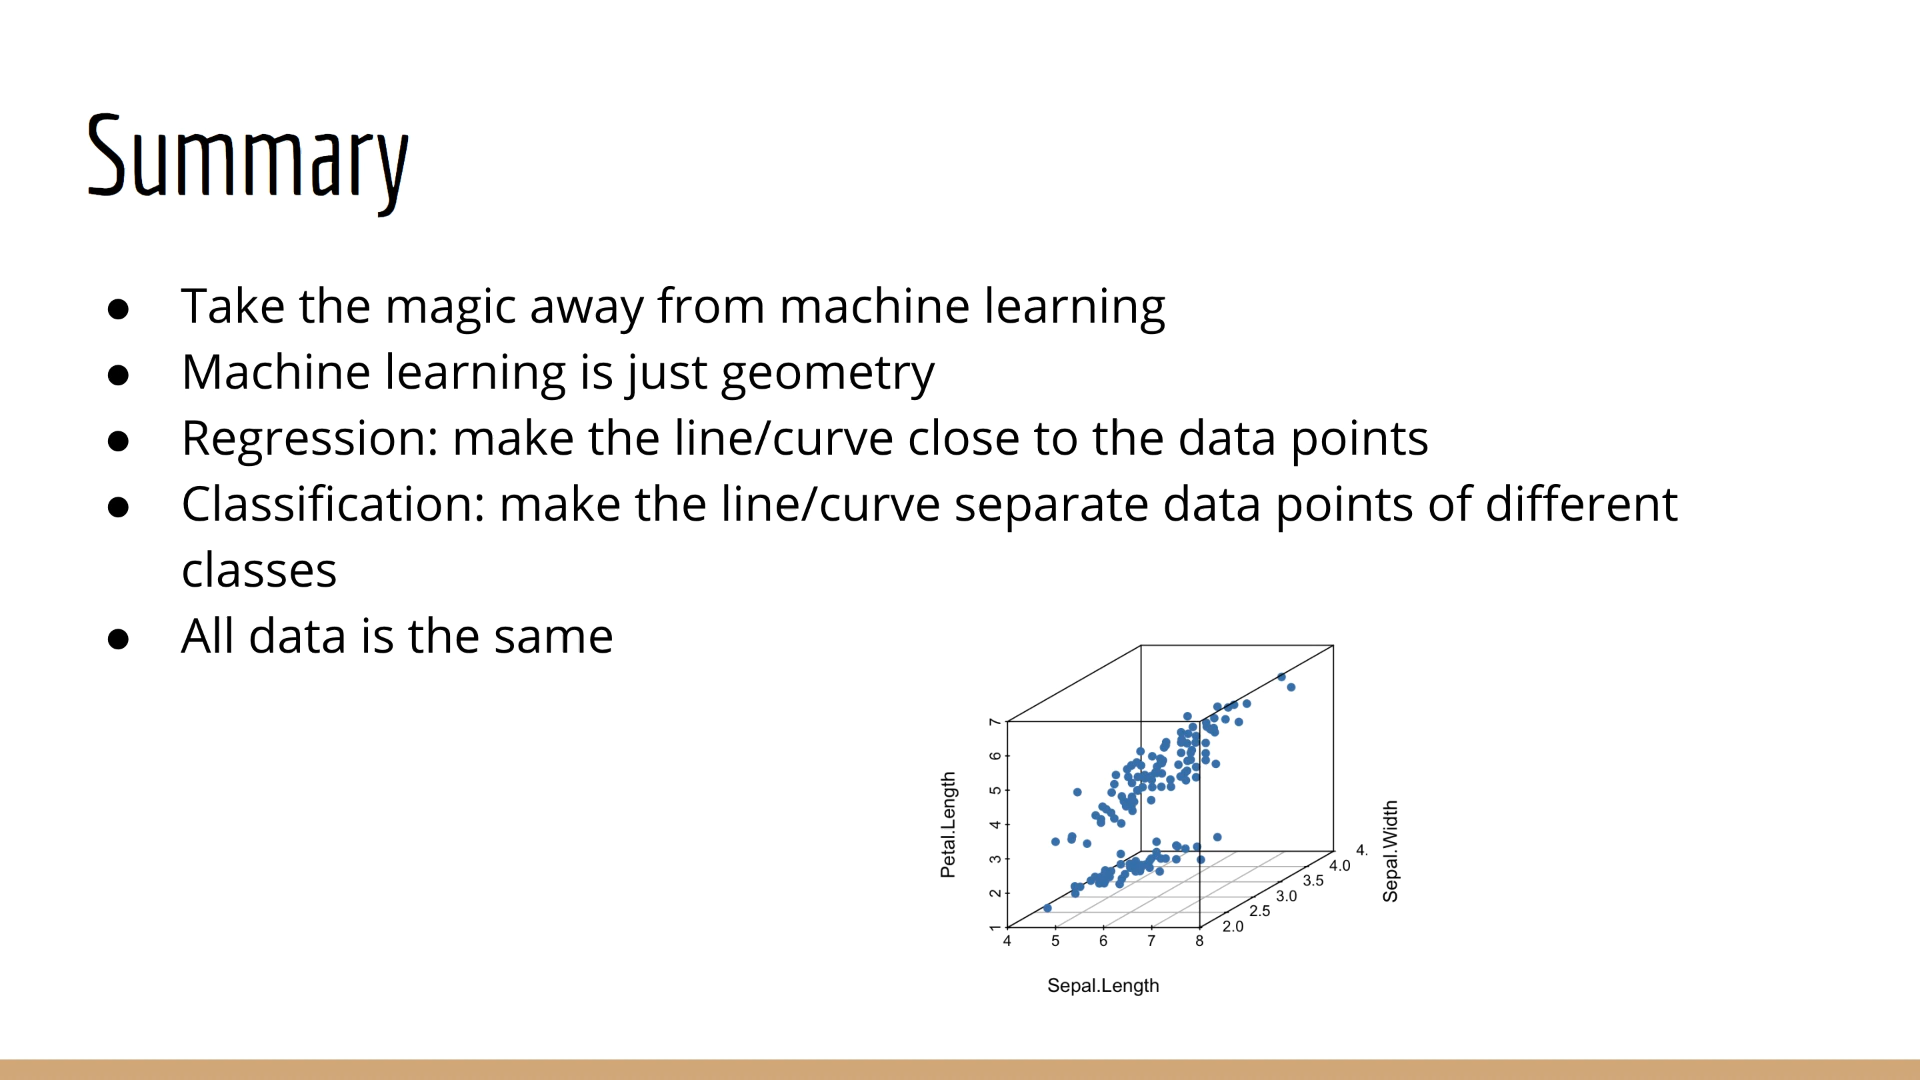 Summary
● Take the magic away from machine learning
● Machine learning is just geometry
● Regression: make the line/curve close to the data points
● Classification: make the line/curve separate data points of different
classes
● All data is the same
7
6
5
4
3
2
1
Petal.Length
4 5 6 7 8
Sepal.Length
2.0
2.5
3.0
3.5
4.0
4.
Sepal.Width